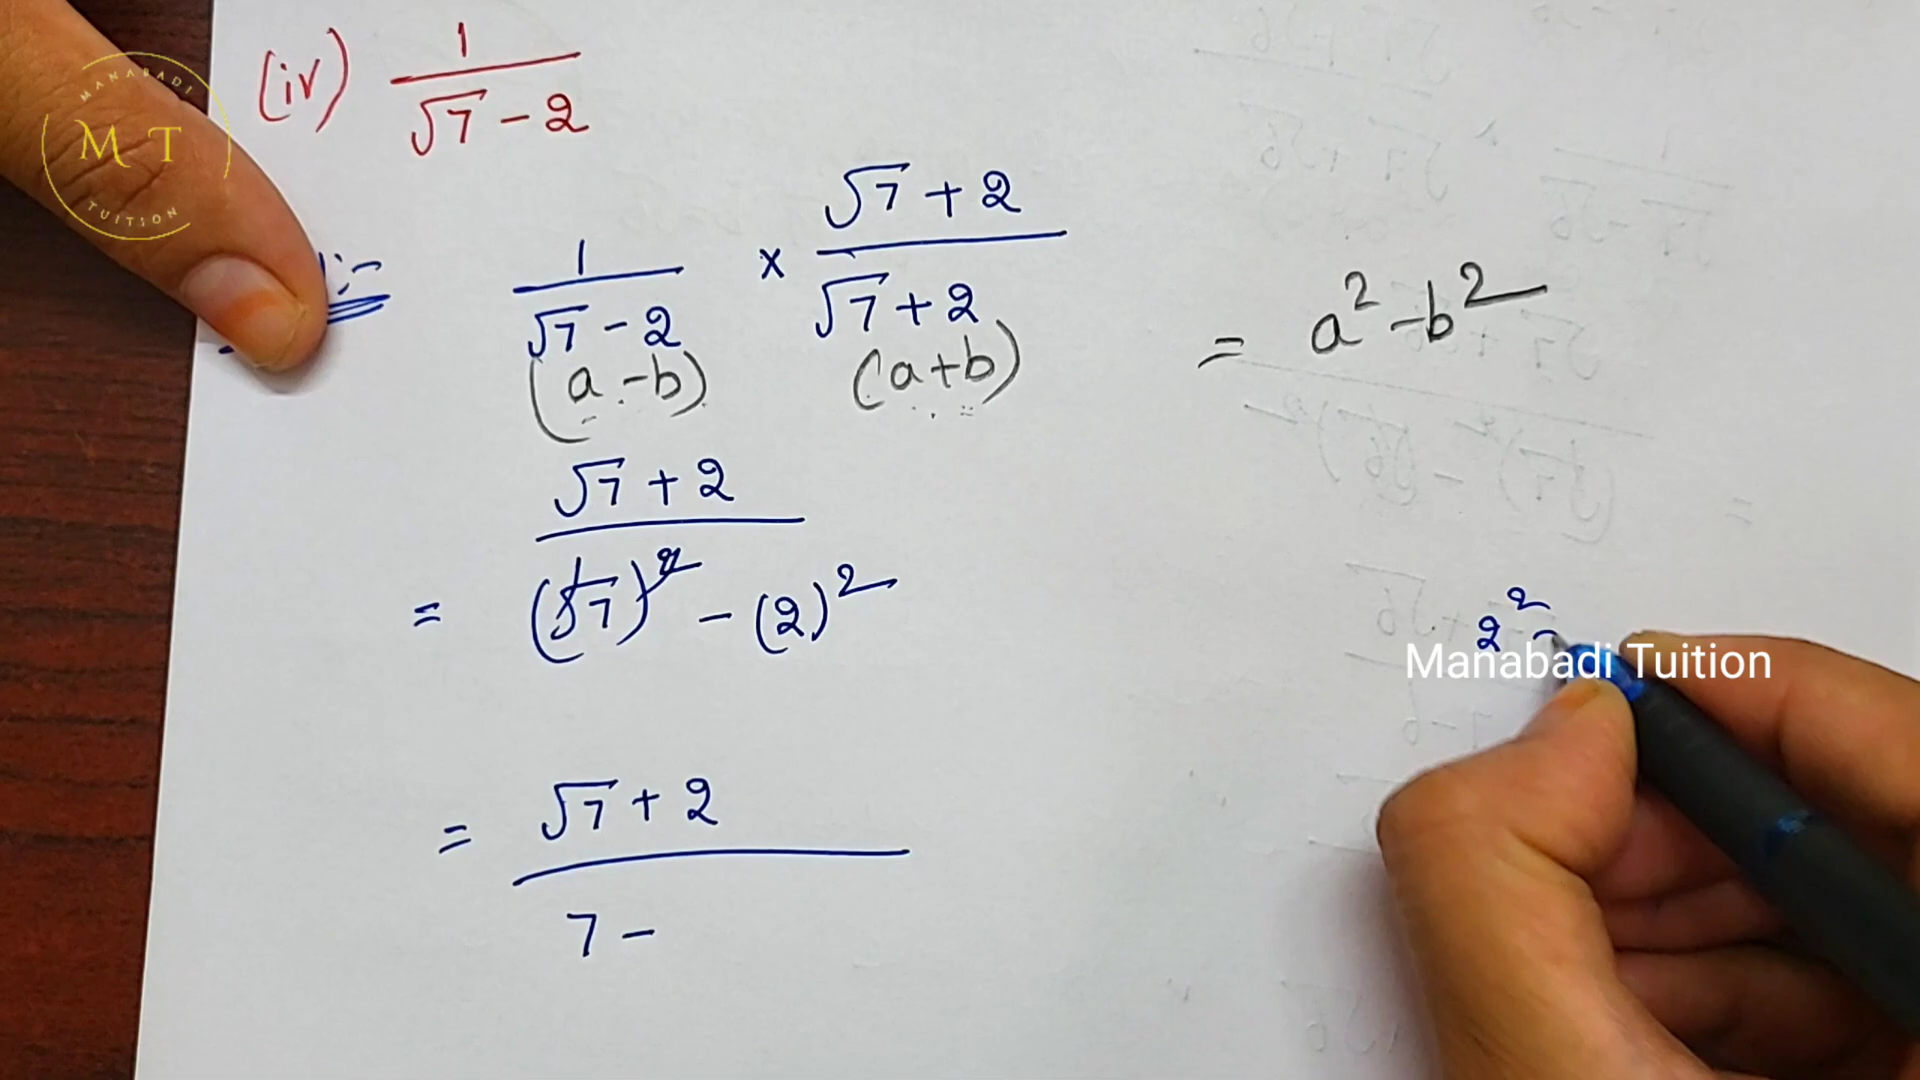 MANABADI
MT
TUITION
(iv) 1/(√7 - 2)
:- 1/(√7 - 2) × (√7 + 2)/(√7 + 2)
(a - b) (a + b) = a² - b²
= (√7 + 2)/((√7)² - (2)²)
2² =
Manabadi Tuition
= (√7 + 2)/(7 -